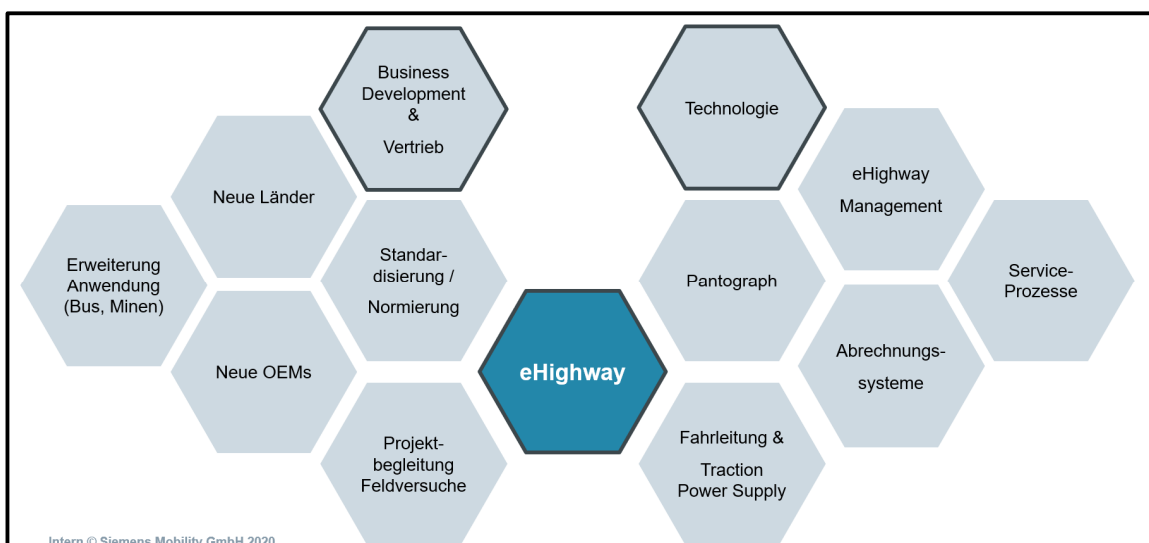 Business
Development
&
Vertrieb
Technologie
Neue Länder
eHighway
Management
Erweiterung
Anwendung
(Bus, Minen)
Standar-
disierung /
Normierung
Pantograph
Service-
Prozesse
Neue OEMs
eHighway
Abrechnungs-
systeme
Projekt-
begleitung
Feldversuche
Fahrleitung &
Traction
Power Supply
Intern © Siemens Mobility GmbH 2020